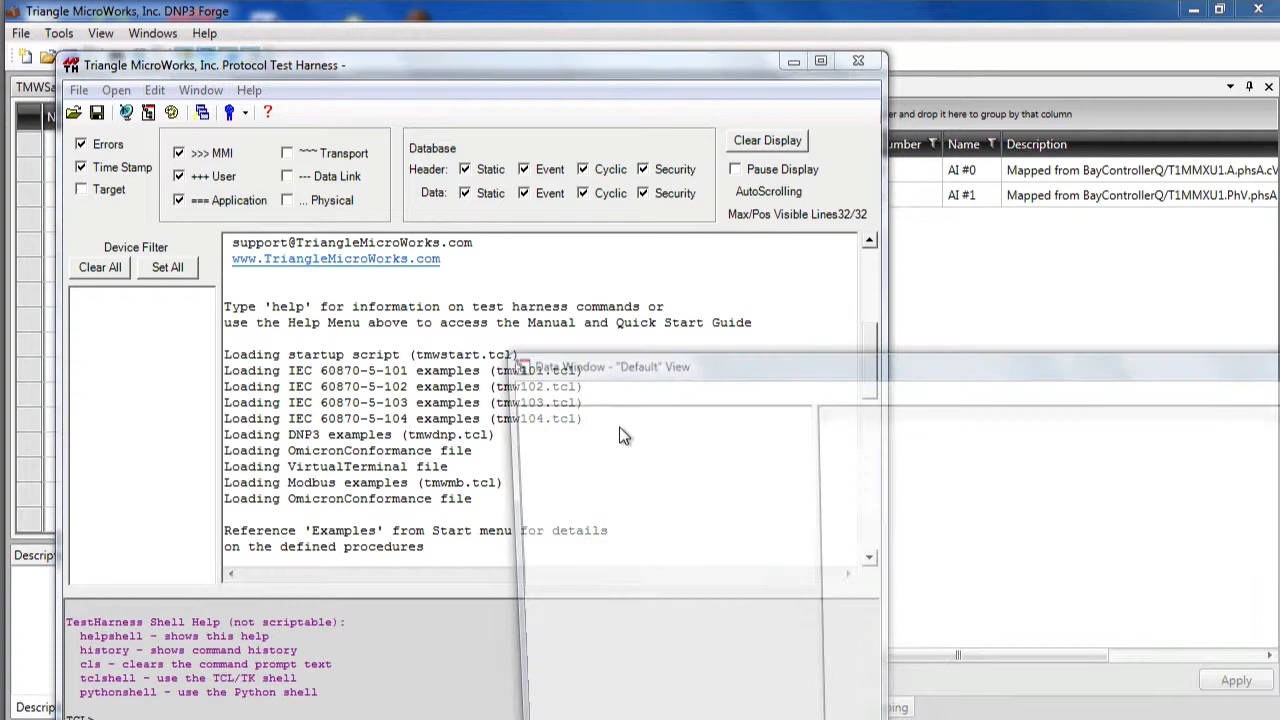 Triangle MicroWorks, Inc. DNP3 Forge
File Tools View Windows Help
Triangle MicroWorks, Inc. Protocol Test Harness -
File Open Edit Window Help
TMWSa
er and drop it here to group by that column
umber Name Description
AI #0 Mapped from BayControllerQ/T1MMXU1.A.phsA.cV
AI #1 Mapped from BayControllerQ/T1MMXU1.PhV.phsA
Errors
Time Stamp
Target
>>> MMI
+++ User
=== Application
~~~ Transport
--- Data Link
... Physical
Database
Header: Static Event Cyclic Security
Data: Static Event Cyclic Security
Clear Display
Pause Display
AutoScrolling
Max/Pos Visible Lines32/32
Device Filter
Clear All Set All
support@TriangleMicroWorks.com
www.TriangleMicroWorks.com
Type 'help' for information on test harness commands or
use the Help Menu above to access the Manual and Quick Start Guide
Loading startup script (tmwstart.tcl)
Loading IEC 60870-5-101 examples (tmw101.tcl)
Loading IEC 60870-5-102 examples (tmw102.tcl)
Loading IEC 60870-5-103 examples (tmw103.tcl)
Loading IEC 60870-5-104 examples (tmw104.tcl)
Loading DNP3 examples (tmwdnp.tcl)
Loading OmicronConformance file
Loading VirtualTerminal file
Loading Modbus examples (tmwmb.tcl)
Loading OmicronConformance file
Reference 'Examples' from Start menu for details
on the defined procedures
Data Window - "Default" View
Descript
TestHarness Shell Help (not scriptable):
helpshell - shows this help
history - shows command history
cls - clears the command prompt text
tclshell - use the TCL/TK shell
pythonshell - use the Python shell
TCL>
Apply
Descrip
ping